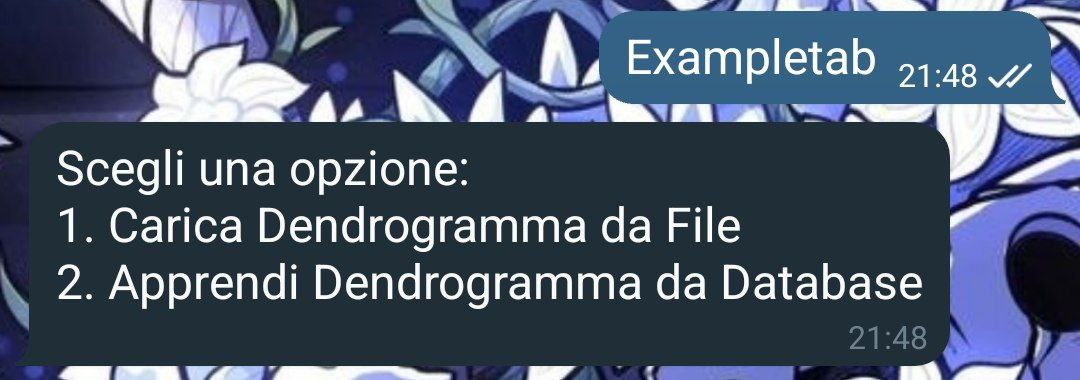 Exampletab 21:48
Scegli una opzione:
1. Carica Dendrogramma da File
2. Apprendi Dendrogramma da Database
21:48